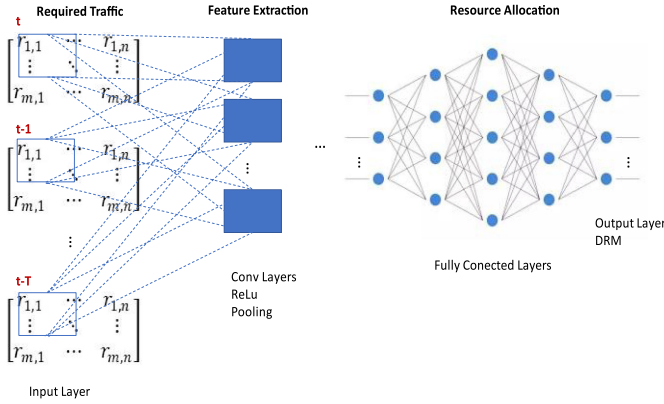 Required Traffic
Feature Extraction
Resource Allocation
t
r1,1 ⋯ r1,n
⋮ ⋱ ⋮
rm,1 ⋯ rm,n
t-1
r1,1 ⋯ r1,n
⋮ ⋱ ⋮
rm,1 ⋯ rm,n
⋮
t-T
r1,1 ⋯ r1,n
⋮ ⋱ ⋮
rm,1 ⋯ rm,n
Input Layer
⋮
Conv Layers
ReLu
Pooling
...
⋮
Fully Conected Layers
⋮
Output Layer
DRM